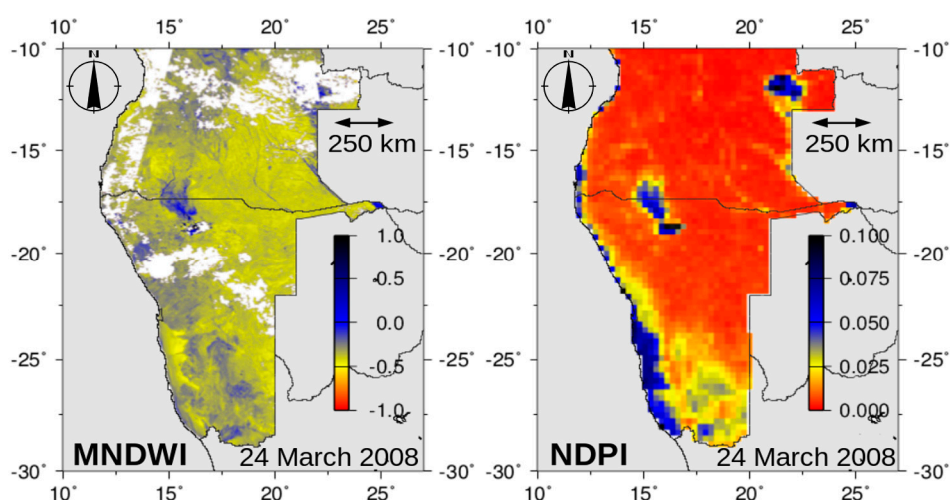 10° 15° 20° 25° 10° 15° 20° 25°
-10° -10° -10° -10°
N N
250 km 250 km
-15° -15° -15° -15°
-20° -20° -20° -20°
1.0 0.100
0.5 0.075
0.0 0.050
-25° -0.5 -25° -25° 0.025 -25°
-1.0 0.000
MNDWI 24 March 2008 NDPI 24 March 2008
-30° -30° -30° -30°
10° 15° 20° 25° 10° 15° 20° 25°